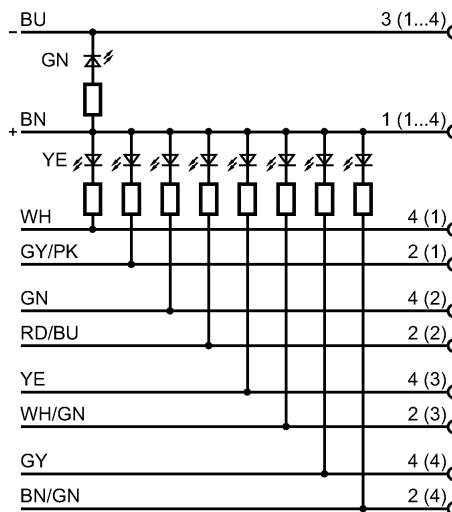 BU 3 (1...4)
−
GN
BN 1 (1...4)
+
YE
WH 4 (1)
GY/PK 2 (1)
GN 4 (2)
RD/BU 2 (2)
YE 4 (3)
WH/GN 2 (3)
GY 4 (4)
BN/GN 2 (4)